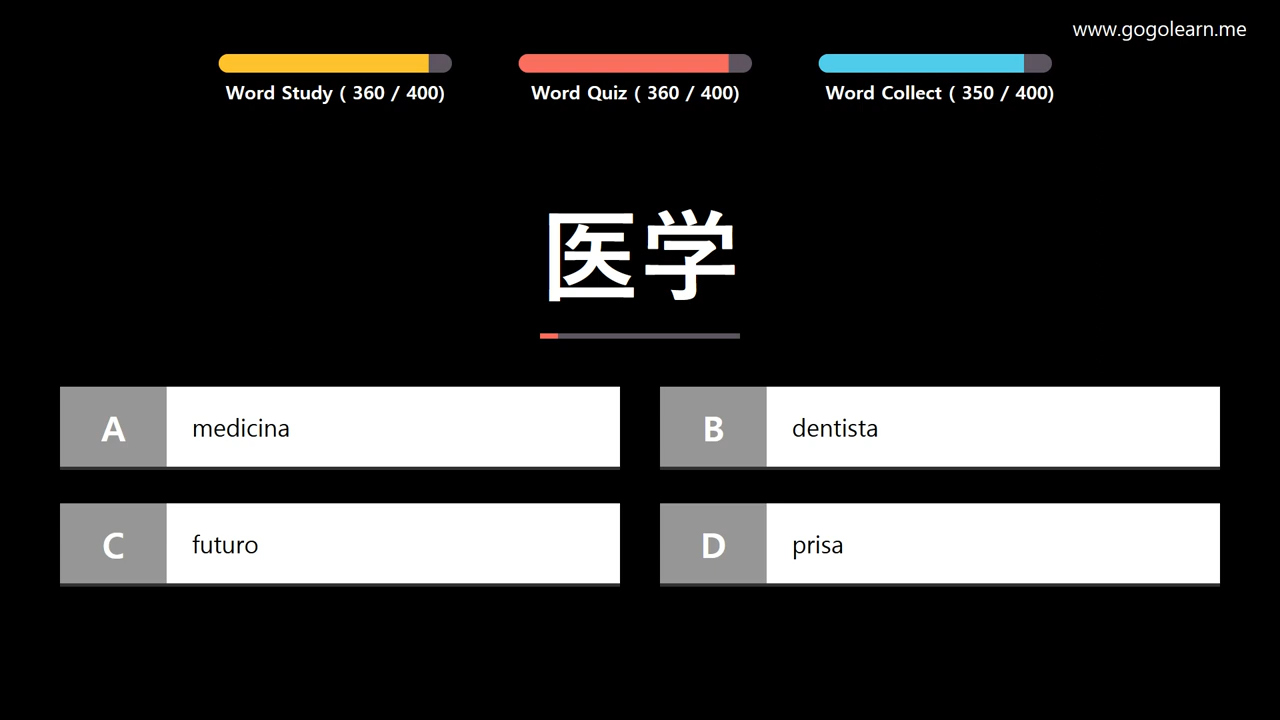 www.gogolearn.me
Word Study ( 360 / 400)
Word Quiz ( 360 / 400)
Word Collect ( 350 / 400)
医学
A medicina
B dentista
C futuro
D prisa